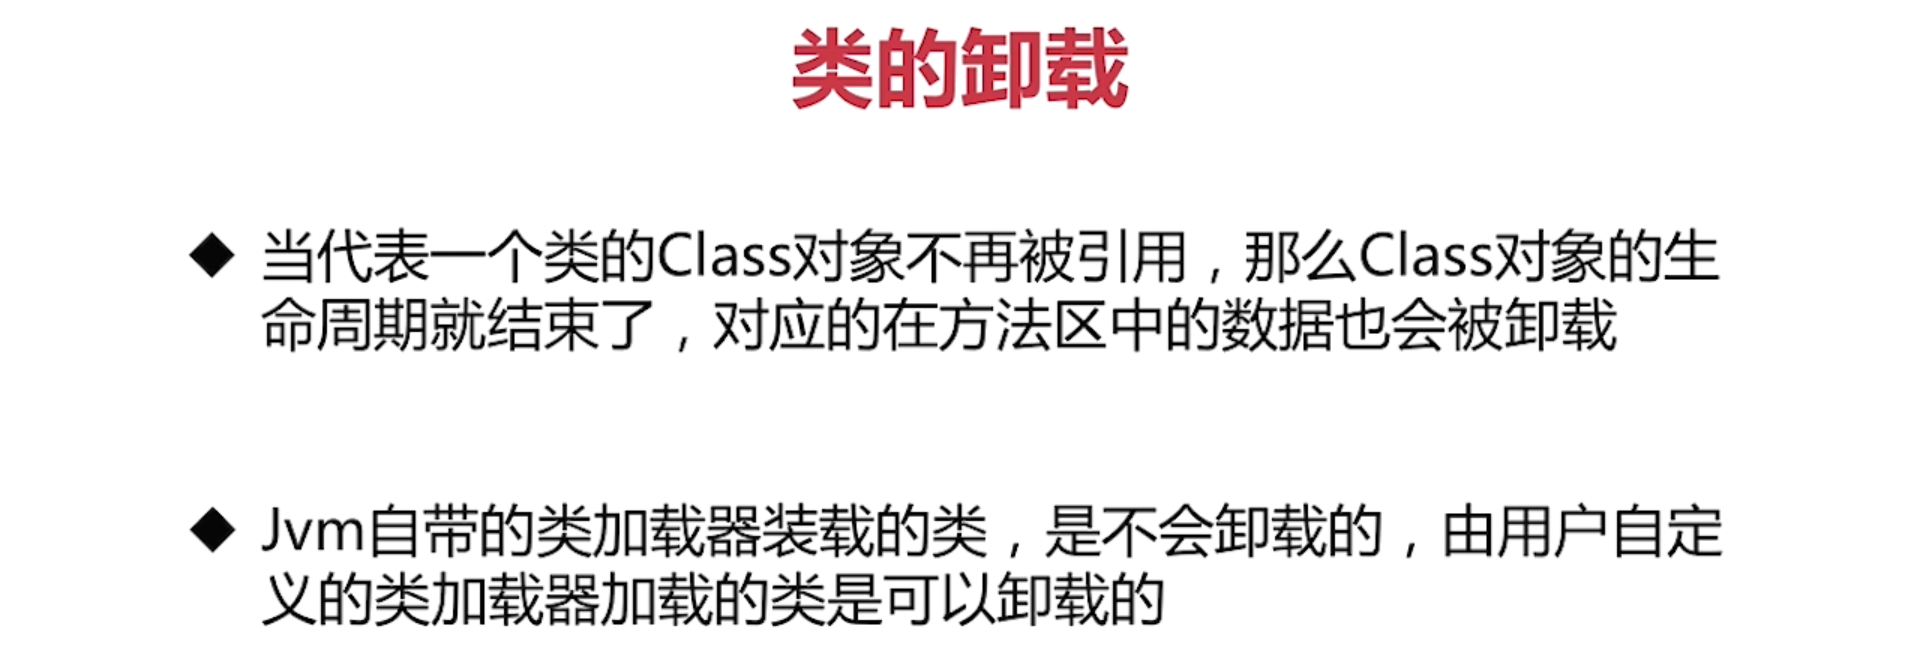 类的卸载
◆ 当代表一个类的Class对象不再被引用，那么Class对象的生
命周期就结束了，对应的在方法区中的数据也会被卸载
◆ Jvm自带的类加载器装载的类，是不会卸载的，由用户自定
义的类加载器加载的类是可以卸载的